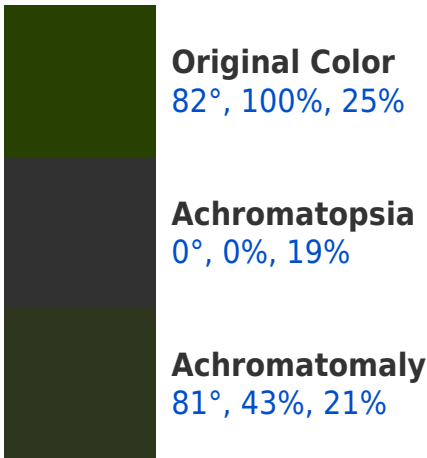 Original Color
82°, 100%, 25%
Achromatopsia
0°, 0%, 19%
Achromatomaly
81°, 43%, 21%